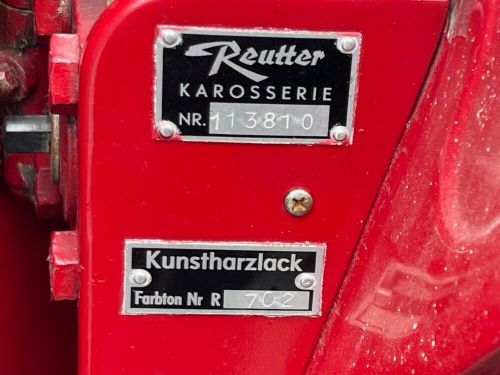 Reutter
KAROSSERIE
NR. 113810
Kunstharzlack
Farbton Nr R 702